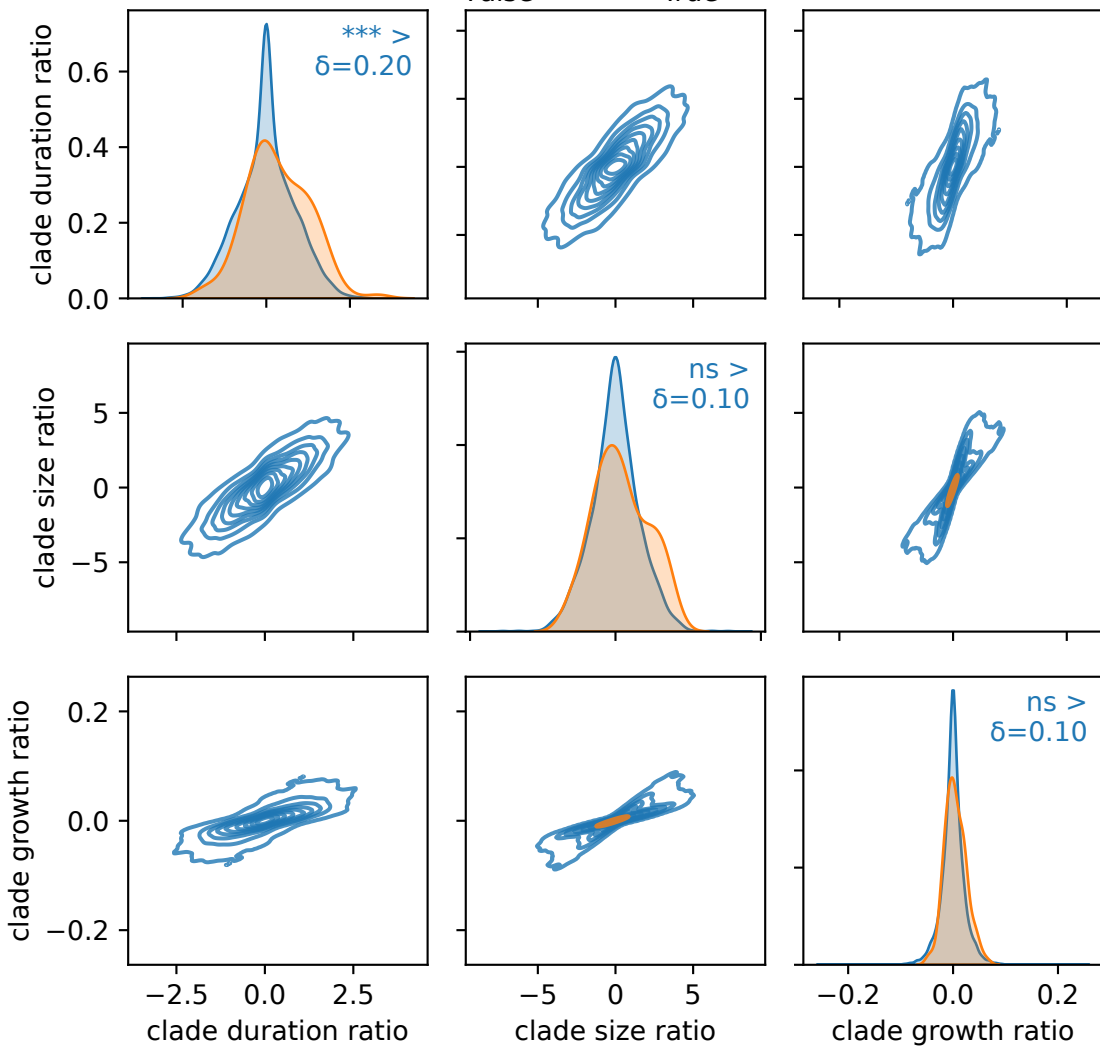 False True
clade duration ratio
0.6
0.4
0.2
0.0
*** >
δ=0.20
−2.5 0.0 2.5
clade size ratio
5
0
−5
ns >
δ=0.10
−5 0 5
clade growth ratio
0.2
0.0
−0.2
ns >
δ=0.10
−0.2 0.0 0.2
clade duration ratio clade size ratio clade growth ratio